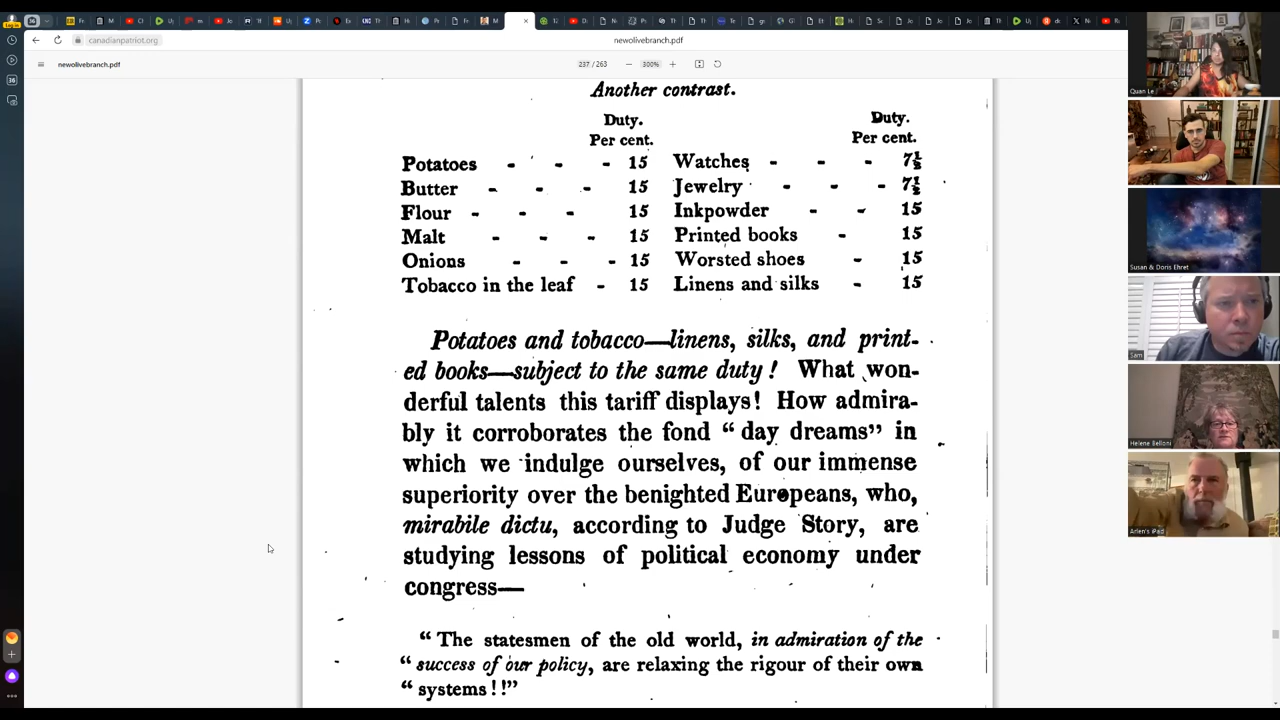 canadianpatriot.org
newolivebranch.pdf
newolivebranch.pdf
237 / 263
300%
Another contrast.
Duty.
Per cent.
Duty.
Per cent.
Potatoes - - - 15 Watches - - - 7½
Butter - - - 15 Jewelry - - - 7½
Flour - - - 15 Inkpowder - - 15
Malt - - - 15 Printed books - 15
Onions - - - 15 Worsted shoes - 15
Tobacco in the leaf - 15 Linens and silks - 15
Potatoes and tobacco—linens, silks, and print-
ed books—subject to the same duty! What won-
derful talents this tariff displays! How admira-
bly it corroborates the fond “day dreams” in
which we indulge ourselves, of our immense
superiority over the benighted Europeans, who,
mirabile dictu, according to Judge Story, are
studying lessons of political economy under
congress—
“The statesmen of the old world, in admiration of the
“success of our policy, are relaxing the rigour of their own
“systems!!”
Quan Le
Susan & Doris Ehret
Sam
Helene Belloni
Arlen's iPad